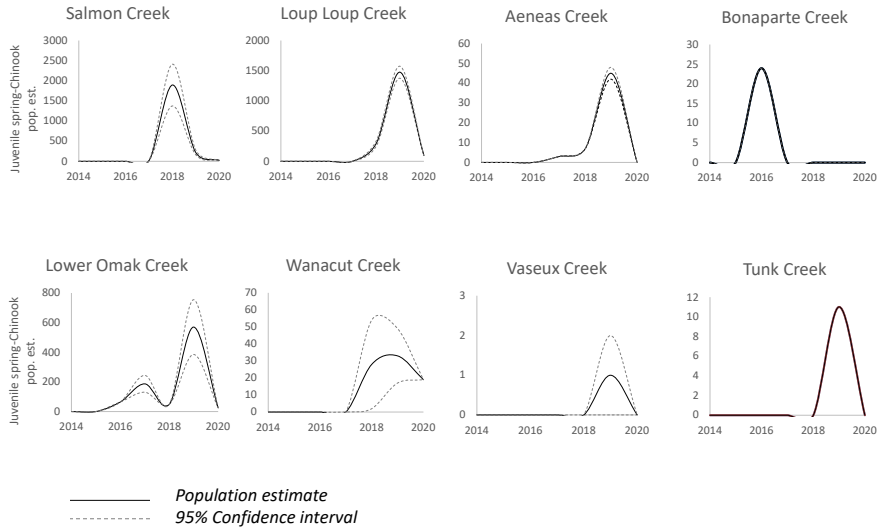 Salmon Creek
Loup Loup Creek
Aeneas Creek
Bonaparte Creek
Juvenile spring-Chinook
pop. est.
3000
2500
2000
1500
1000
500
0
2014 2016 2018 2020
2000
1500
1000
500
0
2014 2016 2018 2020
60
50
40
30
20
10
0
2014 2016 2018 2020
30
25
20
15
10
5
0
2014 2016 2018 2020
Lower Omak Creek
Wanacut Creek
Vaseux Creek
Tunk Creek
Juvenile spring-Chinook
pop. est.
800
600
400
200
0
2014 2016 2018 2020
70
60
50
40
30
20
10
0
2014 2016 2018 2020
3
2
1
0
2014 2016 2018 2020
12
10
8
6
4
2
0
2014 2016 2018 2020
Population estimate
95% Confidence interval